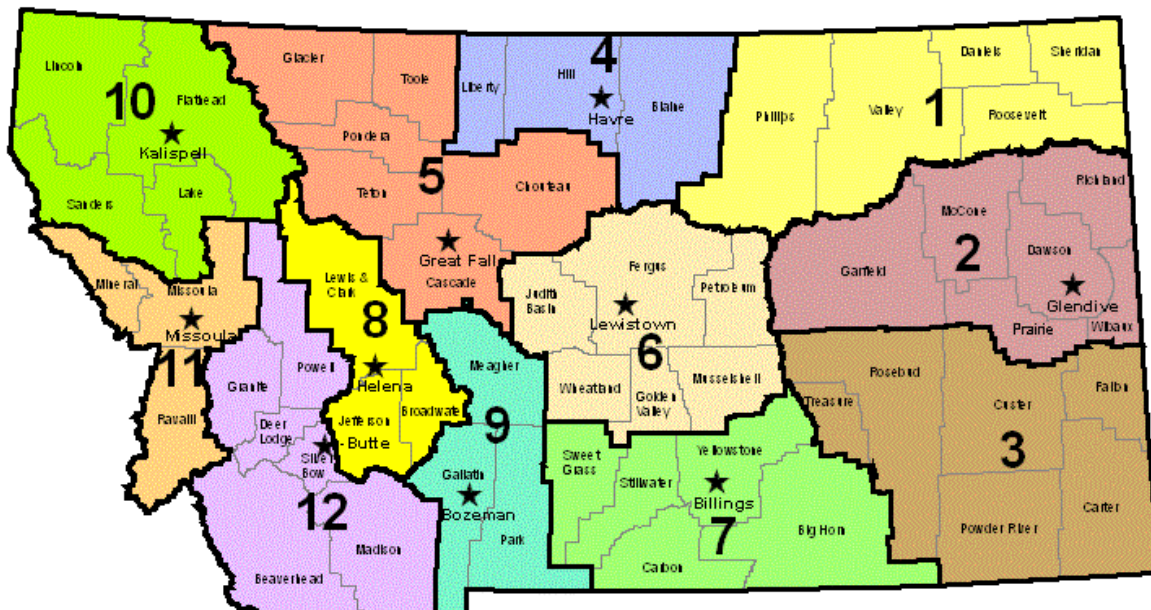 Lincoln
10
Flathead
Kalispell
Sanders
Lake
Glacier
Toole
Pondera
5
Teton
Chouteau
Great Fall
Cascade
4
Liberty
Hill
Havre
Blaine
1
Phillips
Valley
Daniels
Sheridan
Roosevelt
2
McCone
Richland
Garfield
Dawson
Glendive
Prairie
Wibaux
Mineral
Missoula
Missoula
11
Ravalli
Lewis &
Clark
8
Helena
Jefferson
Broadwate
Powell
Granite
Deer
Lodge
-Butte
Silver
Bow
12
Madison
Beaverhead
Meagher
9
Gallatin
Bozeman
Park
Fergus
Judith
Basin
Petroleum
Lewistown
6
Wheatland
Golden
Valley
Musselshell
Sweet
Grass
Stillwater
Yellowstone
Billings
7
Carbon
Big Horn
Rosebud
Treasure
Custer
Fallon
3
Powder River
Carter